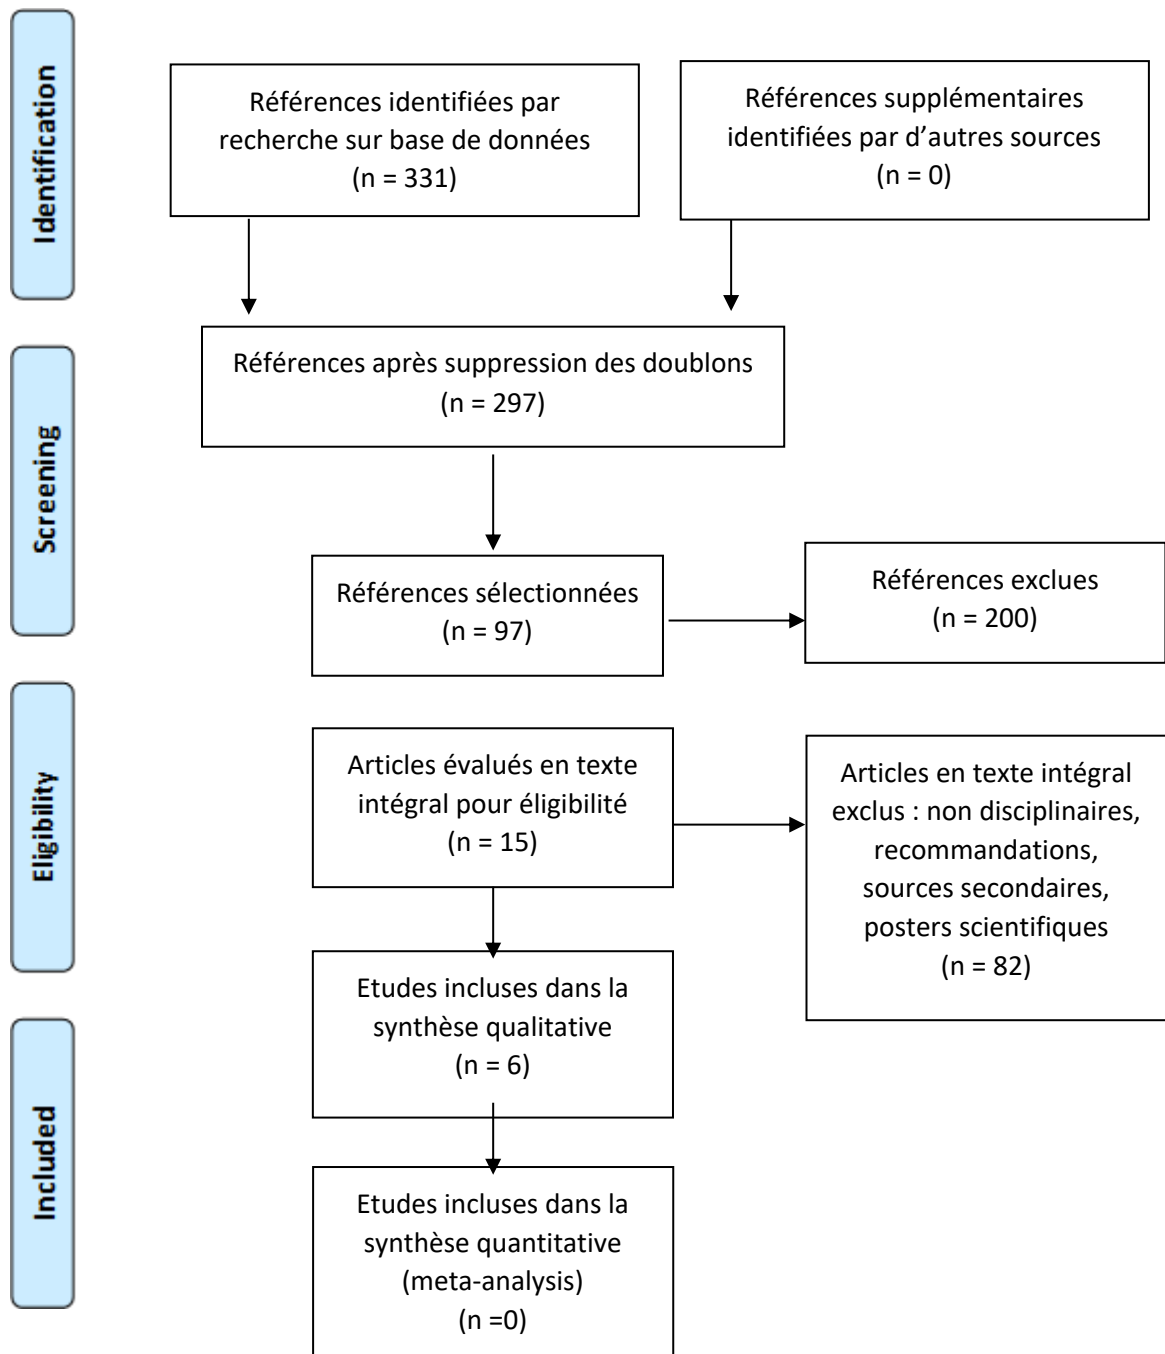 Identification
Références identifiées par
recherche sur base de données
(n = 331)
Références supplémentaires
identifiées par d’autres sources
(n = 0)
Screening
Références après suppression des doublons
(n = 297)
Références sélectionnées
(n = 97)
Références exclues
(n = 200)
Eligibility
Articles évalués en texte
intégral pour éligibilité
(n = 15)
Articles en texte intégral
exclus : non disciplinaires,
recommandations,
sources secondaires,
posters scientifiques
(n = 82)
Etudes incluses dans la
synthèse qualitative
(n = 6)
Included
Etudes incluses dans la
synthèse quantitative
(meta-analysis)
(n =0)